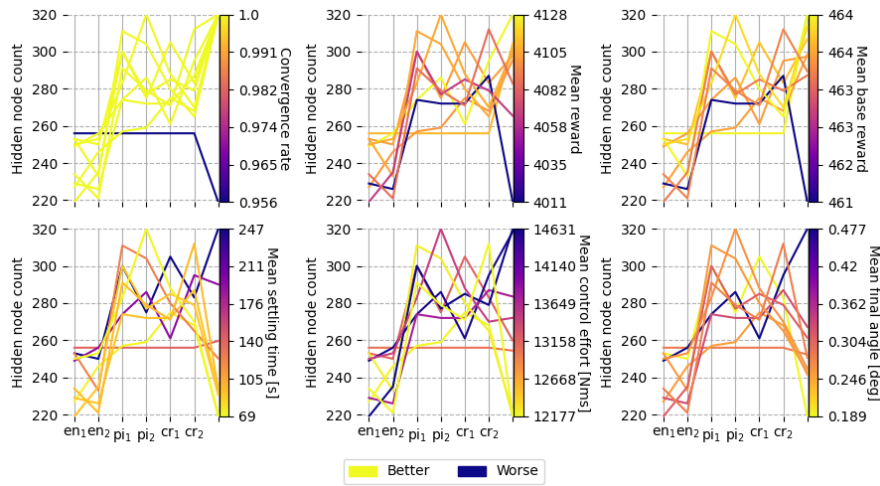 320 1.0 320 4128 320 464
300 0.991 300 4105 300 464
280 0.982 280 4082 280 463
260 0.974 260 4058 260 463
240 0.965 240 4035 240 462
220 0.956 220 4011 220 461
Hidden node count Convergence rate Hidden node count Mean reward Hidden node count Mean base reward
320 247 320 14631 320 0.477
300 211 300 14140 300 0.42
280 176 280 13649 280 0.362
260 140 260 13158 260 0.304
240 105 240 12668 240 0.246
220 69 220 12177 220 0.189
Hidden node count Mean settling time [s] Hidden node count Mean control effort [Nms] Hidden node count Mean final angle [deg]
en₁ en₂ pi₁ pi₂ cr₁ cr₂ en₁ en₂ pi₁ pi₂ cr₁ cr₂ en₁ en₂ pi₁ pi₂ cr₁ cr₂
Better Worse